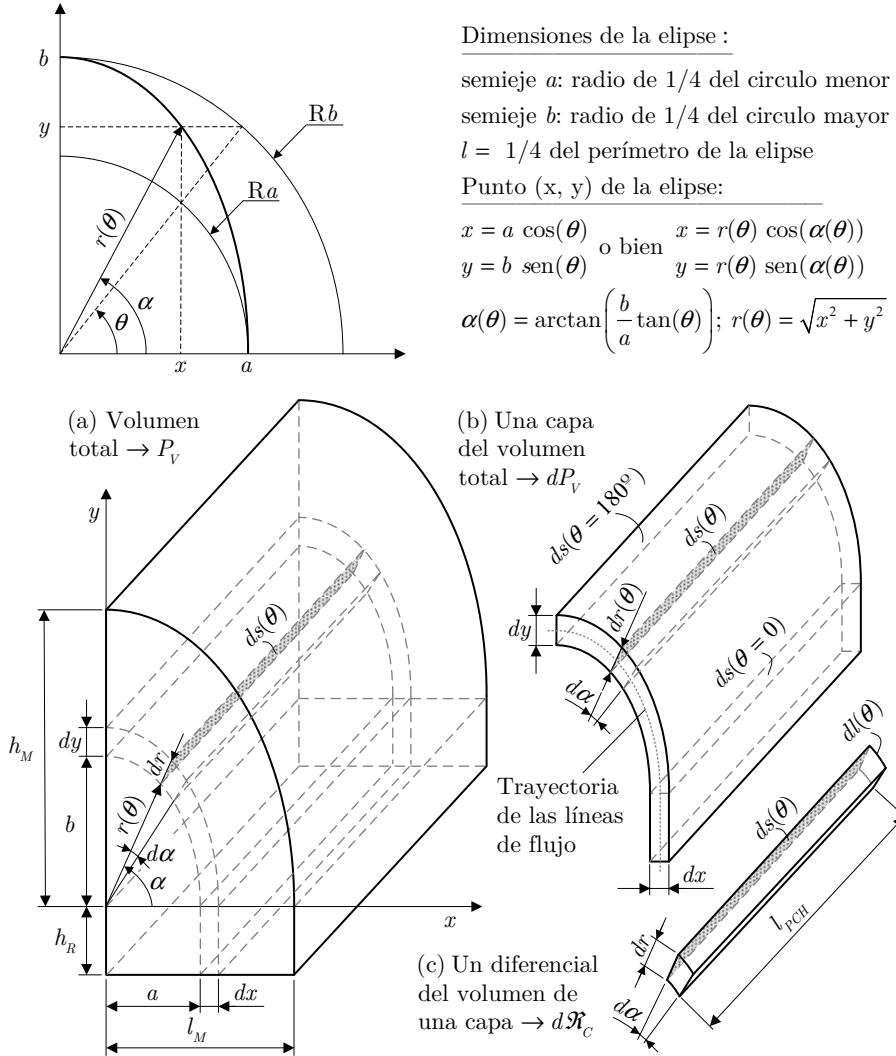 b
y
Rb
Ra
r(θ)
α
θ
x
a
Dimensiones de la elipse :
semieje a: radio de 1/4 del circulo menor
semieje b: radio de 1/4 del circulo mayor
l = 1/4 del perímetro de la elipse
Punto (x, y) de la elipse:
x = a cos(θ) o bien x = r(θ) cos(α(θ))
y = b sen(θ) y = r(θ) sen(α(θ))
α(θ) = arctan(b/a tan(θ)); r(θ) = √x² + y²
(a) Volumen
total → P_V
y
ds(θ)
h_M
dy
b
dr
r(θ)
dα
α
x
h_R
a
dx
l_M
(b) Una capa
del volumen
total → dP_V
ds(θ = 180º)
ds(θ)
dy
dr(θ)
ds(θ = 0)
dα
Trayectoria
de las líneas
de flujo
dx
dl(θ)
ds(θ)
l_PCH
dr
dα
(c) Un diferencial
del volumen de
una capa → dℜ_C